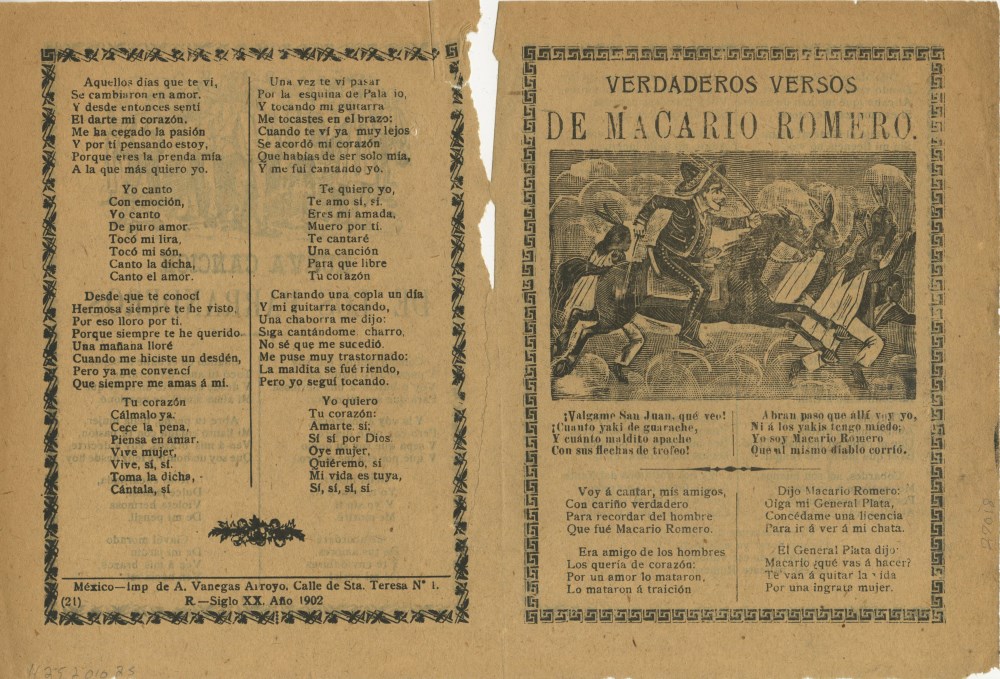 Aquellos días que te ví,
Se cambiaron en amor.
Y desde entonces sentí
El darte mi corazón.
Me ha cegado la pasión
Y por tí pensando estoy,
Porque eres la prenda mía
A la que más quiero yo.
Yo canto
Con emoción,
Yo canto
De puro amor.
Tocó mi lira,
Tocó mi són,
Canto la dicha,
Canto el amor.
Desde que te conocí
Hermosa siempre te he visto
Por eso lloro por tí,
Porque siempre te he querido
Una mañana lloré
Cuando me hiciste un desdén,
Pero ya me convencí
Que siempre me amas á mí.
Tu corazón
Cálmalo ya.
Cece la pena,
Piensa en amar.
Vive mujer,
Vive, sí, sí.
Toma la dicha,
Cántala, sí.
Una vez te ví pasar
Por la esquina de Pala io,
Y tocando mi guitarra
Me tocastes en el brazo:
Cuando te ví ya muy lejos
Se acordó mi corazón
Que habías de ser solo mía,
Y me fuí cantando yo.
Te quiero yo,
Te amo sí, sí.
Eres mi amada,
Muero por tí.
Te cantaré
Una canción
Para que libre
Tu corazón
Cantando una copla un día
Y mi guitarra tocando,
Una chaborra me dijo:
Siga cantándome charro,
No sé que me sucedió.
Me puse muy trastornado:
La maldita se fué riendo,
Pero yo seguí tocando.
Yo quiero
Tu corazón:
Amarte, sí;
Sí sí por Dios.
Oye mujer,
Quiéreme, sí
Mi vida es tuya,
Sí, sí, sí, sí.
México—Imp de A. Vanegas Arroyo. Calle de Sta. Teresa N° 1.
(21) R.—Siglo XX. Año 1902
VERDADEROS VERSOS
DE MACARIO ROMERO.
¡Valgame San Juan, qué veo!
¡Cuánto yaki de guarache,
Y cuánto maldito apache
Con sus flechas de trofeo!
Abran paso que allá voy yo,
Ni á los yakis tengo miedo;
Yo soy Macario Romero
Que al mismo diablo corrió.
Voy á cantar, mis amigos,
Con cariño verdadero
Para recordar del hombre
Que fué Macario Romero.
Era amigo de los hombres
Los quería de corazón:
Por un amor lo mataron,
Lo mataron á traición
Dijo Macario Romero:
Oiga mi General Plata,
Concédame una licencia
Para ir á ver á mi chata.
El General Plata dijo
Macario ¿qué vas á hacer?
Te van á quitar la vida
Por una ingrata mujer.